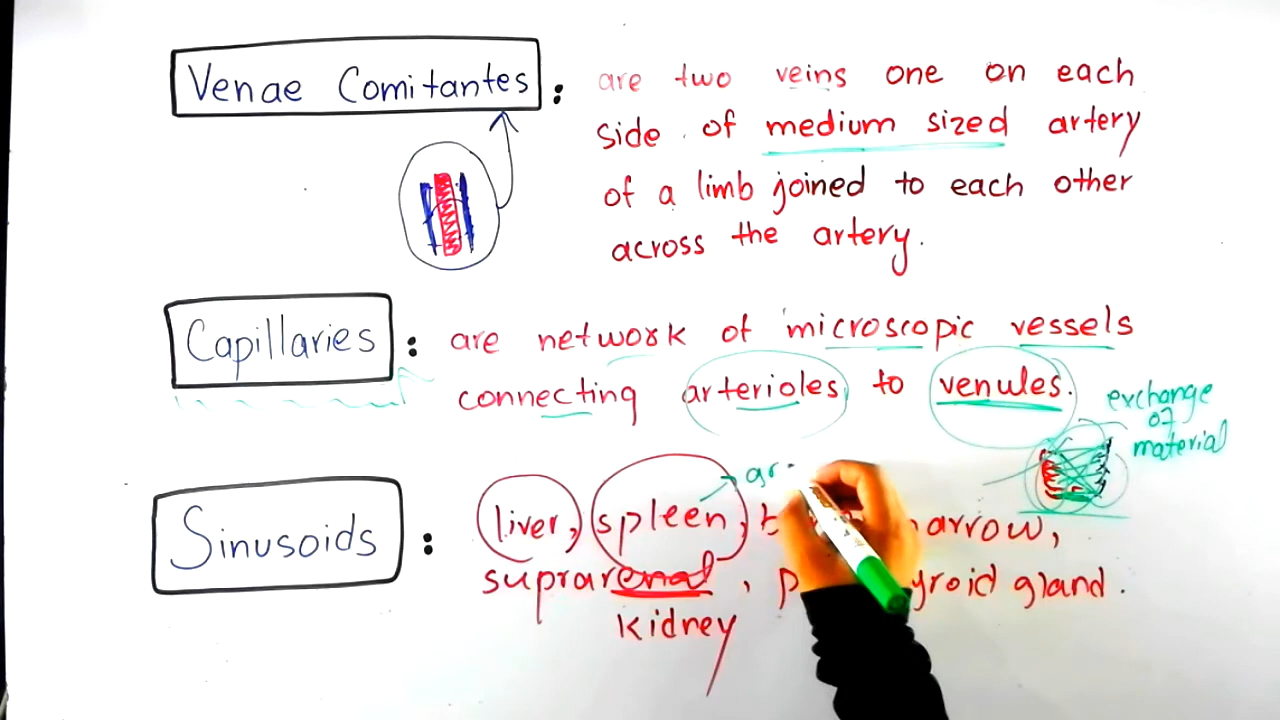 Venae Comitantes : are two veins one on each
side of medium sized artery
of a limb joined to each other
across the artery.
Capillaries : are network of microscopic vessels
connecting arterioles to venules.
exchange
of
material
Sinusoids : liver, spleen,
suprarenal, gland.
kidney